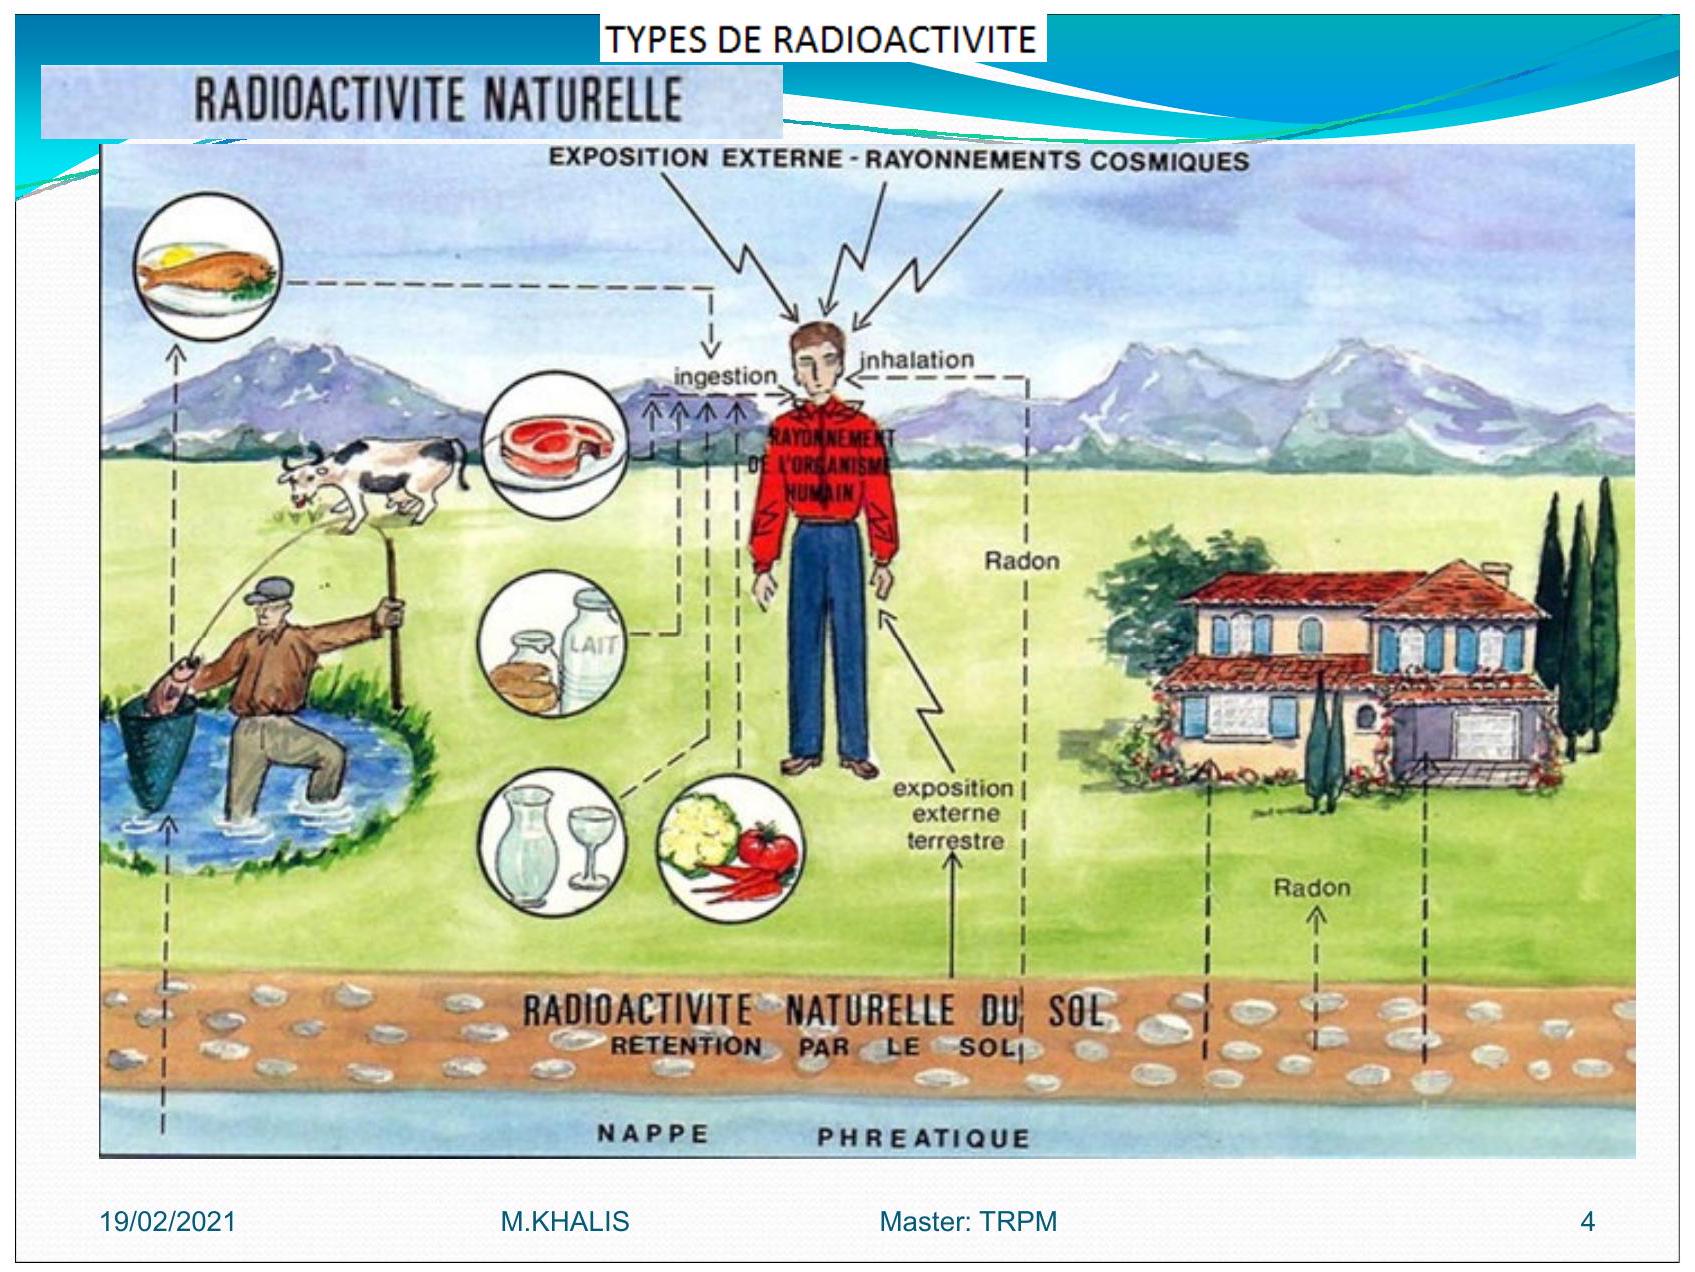 TYPES DE RADIOACTIVITE
RADIOACTIVITE NATURELLE
EXPOSITION EXTERNE - RAYONNEMENTS COSMIQUES
inhalation
ingestion
RAYONNEMENT
DE L'ORGANISME
HUMAIN
Radon
LAIT
exposition
externe
terrestre
Radon
RADIOACTIVITE NATURELLE DU SOL
RETENTION PAR LE SOL
NAPPE PHREATIQUE
19/02/2021 M.KHALIS Master: TRPM 4